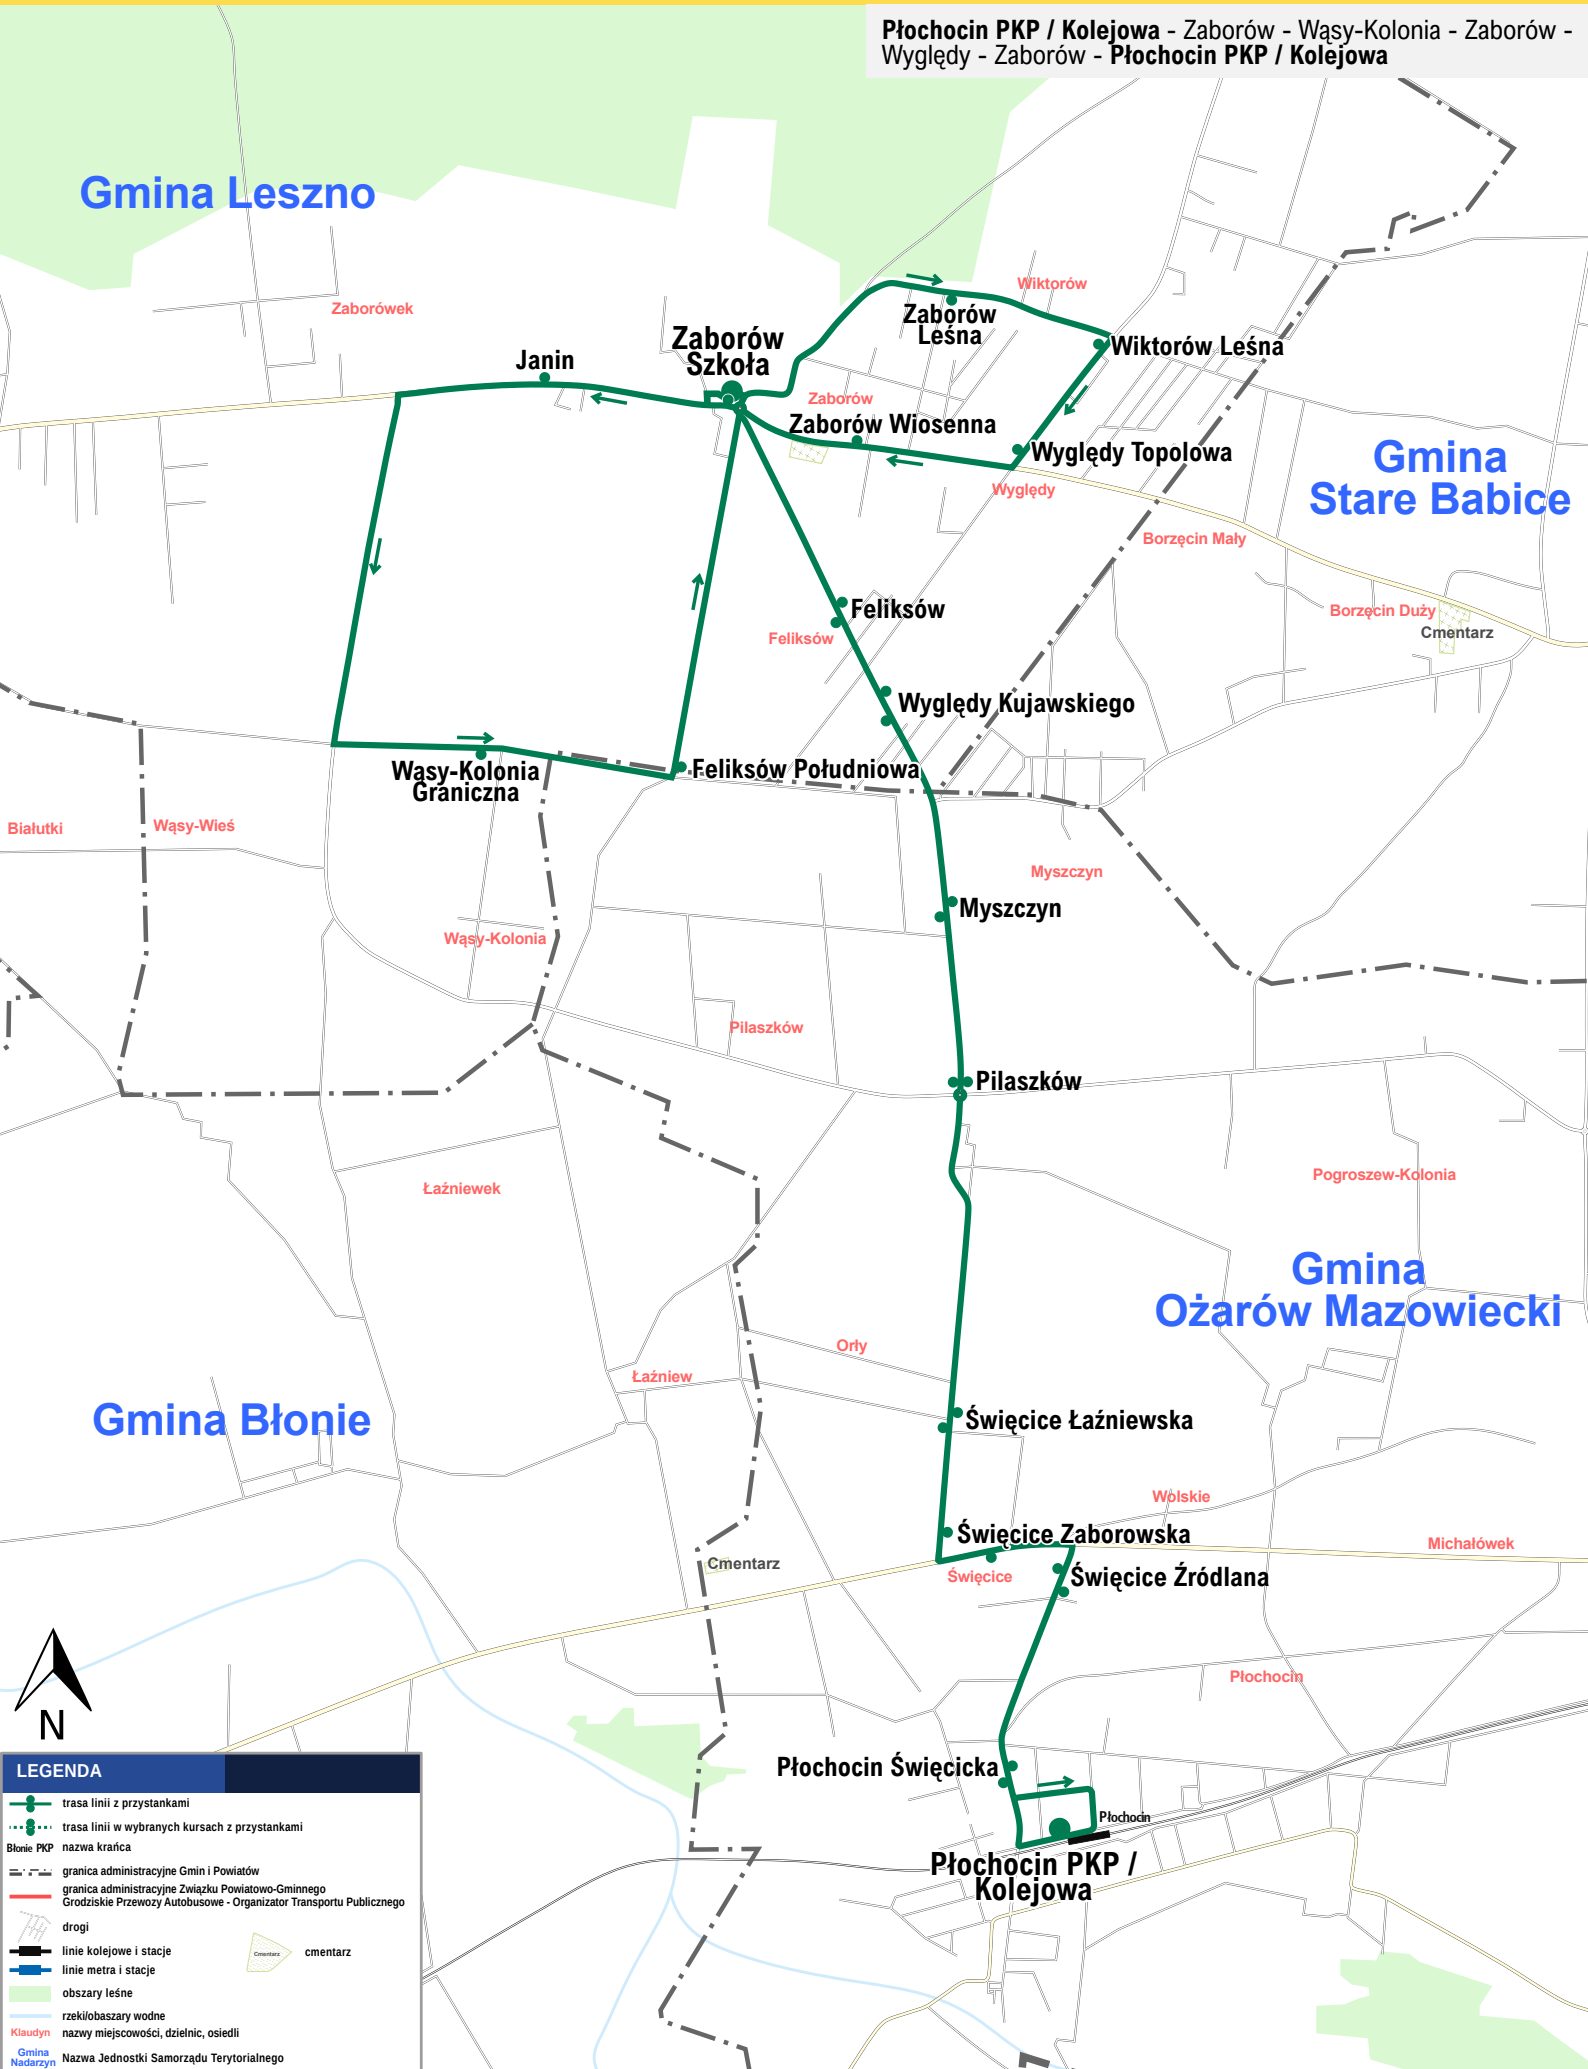 Płochocin PKP / Kolejowa - Zaborów - Wąsy-Kolonia - Zaborów -
Wyględy - Zaborów - Płochocin PKP / Kolejowa
Gmina Leszno
Wiktorów
Zaborówek
Zaborów
Leśna
Zaborów
Szkoła
Wiktorów Leśna
Janin
Zaborów
Zaborów Wiosenna
Wyględy Topolowa
Gmina
Stare Babice
Wyględy
Borzęcin Mały
Feliksów
Borzęcin Duży
Feliksów
Cmentarz
Wyględy Kujawskiego
Wąsy-Kolonia
Graniczna
Feliksów Południowa
Białutki
Wąsy-Wieś
Myszczyn
Myszczyn
Wąsy-Kolonia
Pilaszków
Pilaszków
Pogroszew-Kolonia
Łaźniewek
Gmina
Ożarów Mazowiecki
Orły
Łaźniew
Gmina Błonie
Święcice Łaźniewska
Wolskie
Święcice Zaborowska
Michałówek
Cmentarz
Święcice
Święcice Źródlana
Płochocin
N
Płochocin Święcicka
Płochocin
Płochocin PKP /
Kolejowa
LEGENDA
trasa linii z przystankami
trasa linii w wybranych kursach z przystankami
Błonie PKP nazwa krańca
granica administracyjne Gmin i Powiatów
granica administracyjne Związku Powiatowo-Gminnego
Grodziskie Przewozy Autobusowe - Organizator Transportu Publicznego
drogi
linie kolejowe i stacje
Cmentarz cmentarz
linie metra i stacje
obszary leśne
rzeki/obaszary wodne
Klaudyn nazwy miejscowości, dzielnic, osiedli
Gmina
Nadarzyn Nazwa Jednostki Samorządu Terytorialnego